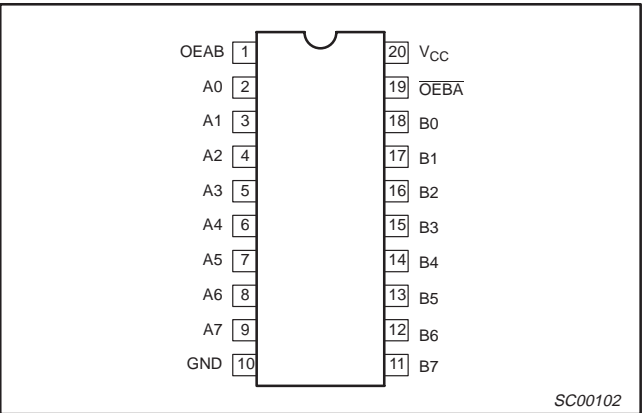 OEAB 1 20 VCC
A0 2 19 OEBA
A1 3 18 B0
A2 4 17 B1
A3 5 16 B2
A4 6 15 B3
A5 7 14 B4
A6 8 13 B5
A7 9 12 B6
GND 10 11 B7
SC00102